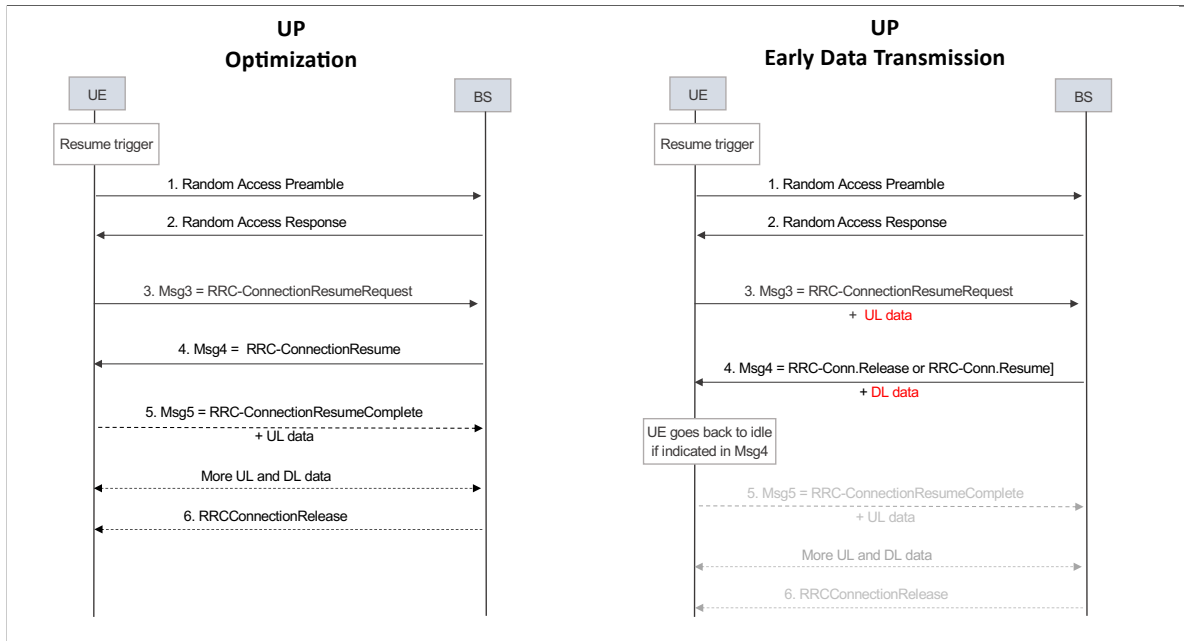 UP
Optimization
UE
BS
Resume trigger
1. Random Access Preamble
2. Random Access Response
3. Msg3 = RRC-ConnectionResumeRequest
4. Msg4 = RRC-ConnectionResume
5. Msg5 = RRC-ConnectionResumeComplete
+ UL data
More UL and DL data
6. RRCConnectionRelease
UP
Early Data Transmission
UE
BS
Resume trigger
1. Random Access Preamble
2. Random Access Response
3. Msg3 = RRC-ConnectionResumeRequest
+ UL data
4. Msg4 = RRC-Conn.Release or RRC-Conn.Resume]
+ DL data
UE goes back to idle
if indicated in Msg4
5. Msg5 = RRC-ConnectionResumeComplete
+ UL data
More UL and DL data
6. RRCConnectionRelease